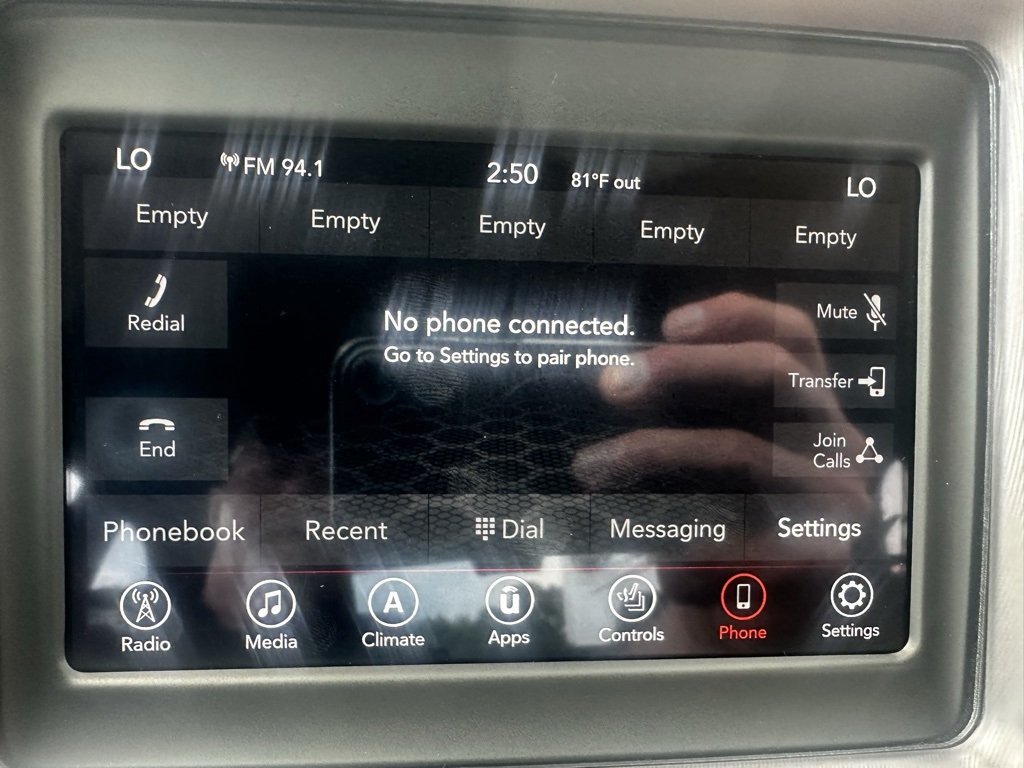 LO FM 94.1 2:50 81°F out LO
Empty Empty Empty Empty Empty
Redial
Mute
No phone connected.
Go to Settings to pair phone.
Transfer
End
Join
Calls
Phonebook Recent Dial Messaging Settings
A
Radio Media Climate Apps Controls Phone Settings